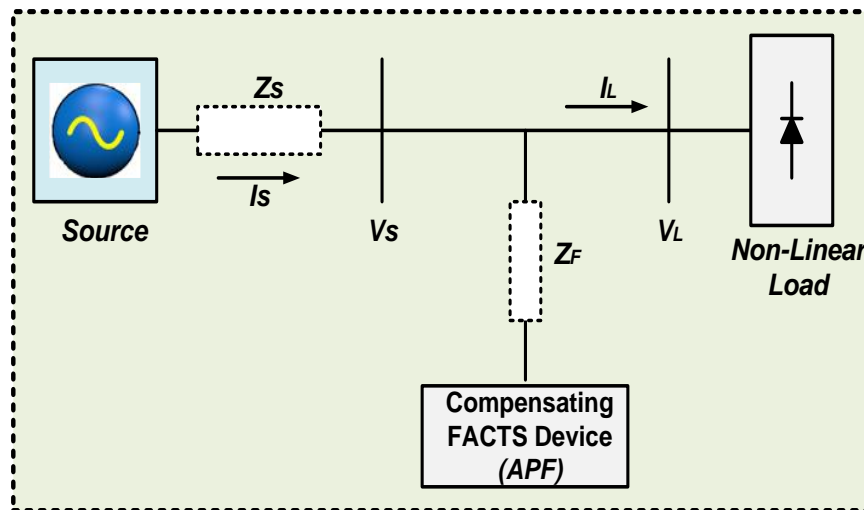 Zs
IL
Is
Source
Vs
VL
ZF
Non-Linear
Load
Compensating
FACTS Device
(APF)